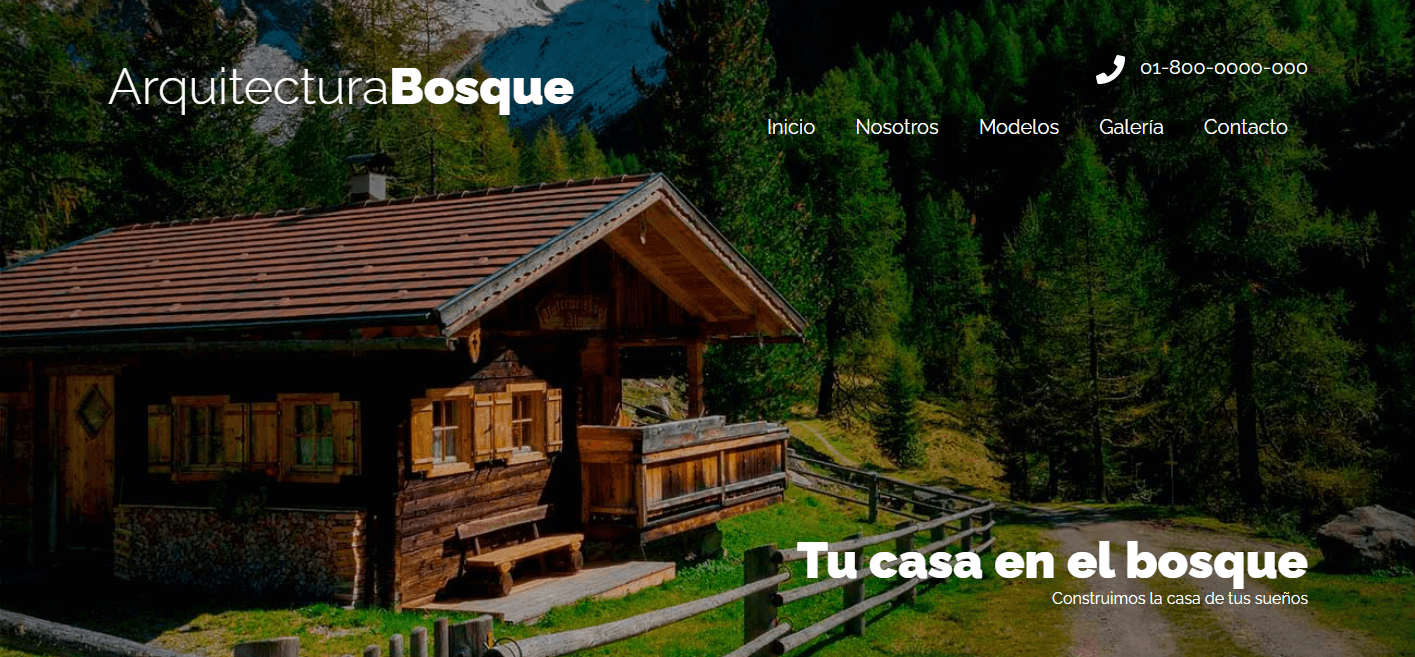 ArquitecturaBosque
01-800-0000-000
Inicio Nosotros Modelos Galería Contacto
Tu casa en el bosque
Construimos la casa de tus sueños